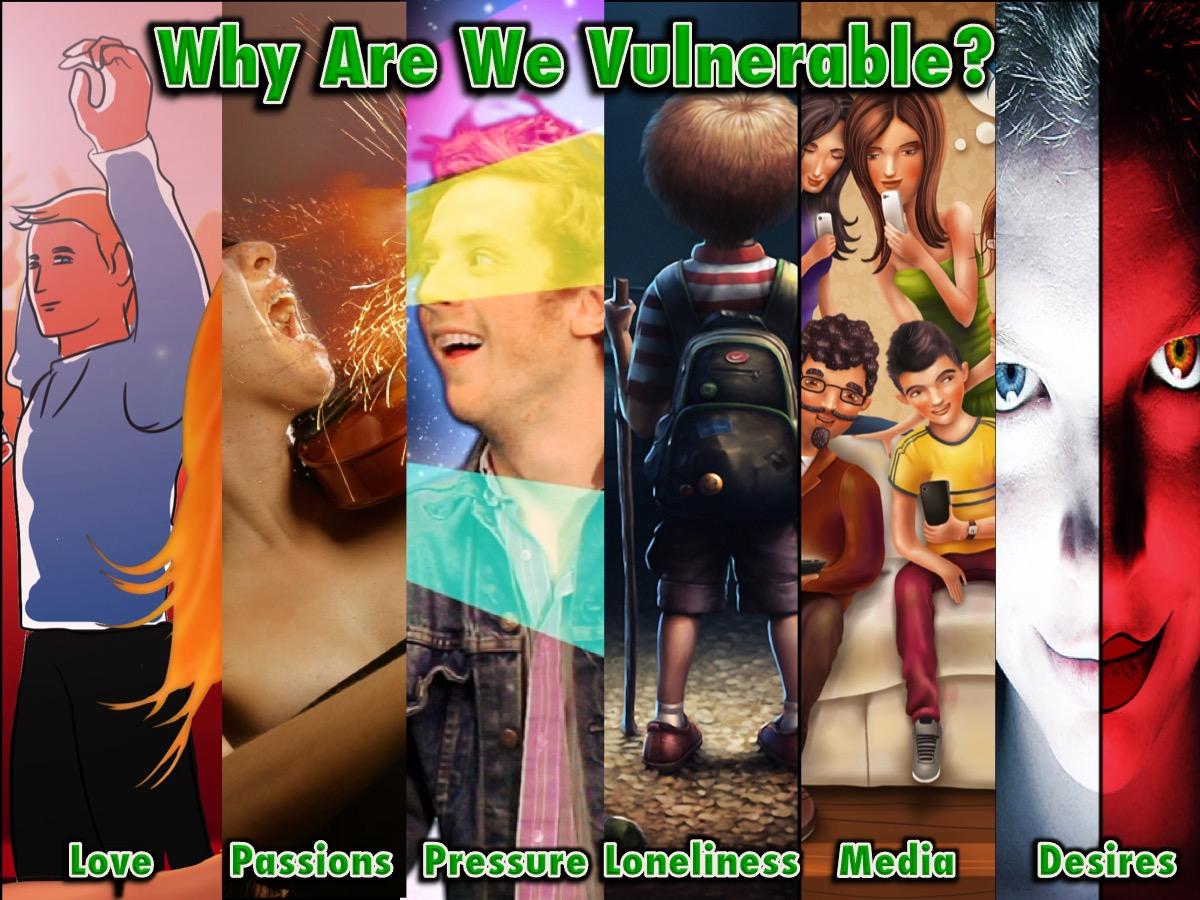 Why Are We Vulnerable?
Love
Passions
Pressure
Loneliness
Media
Desires